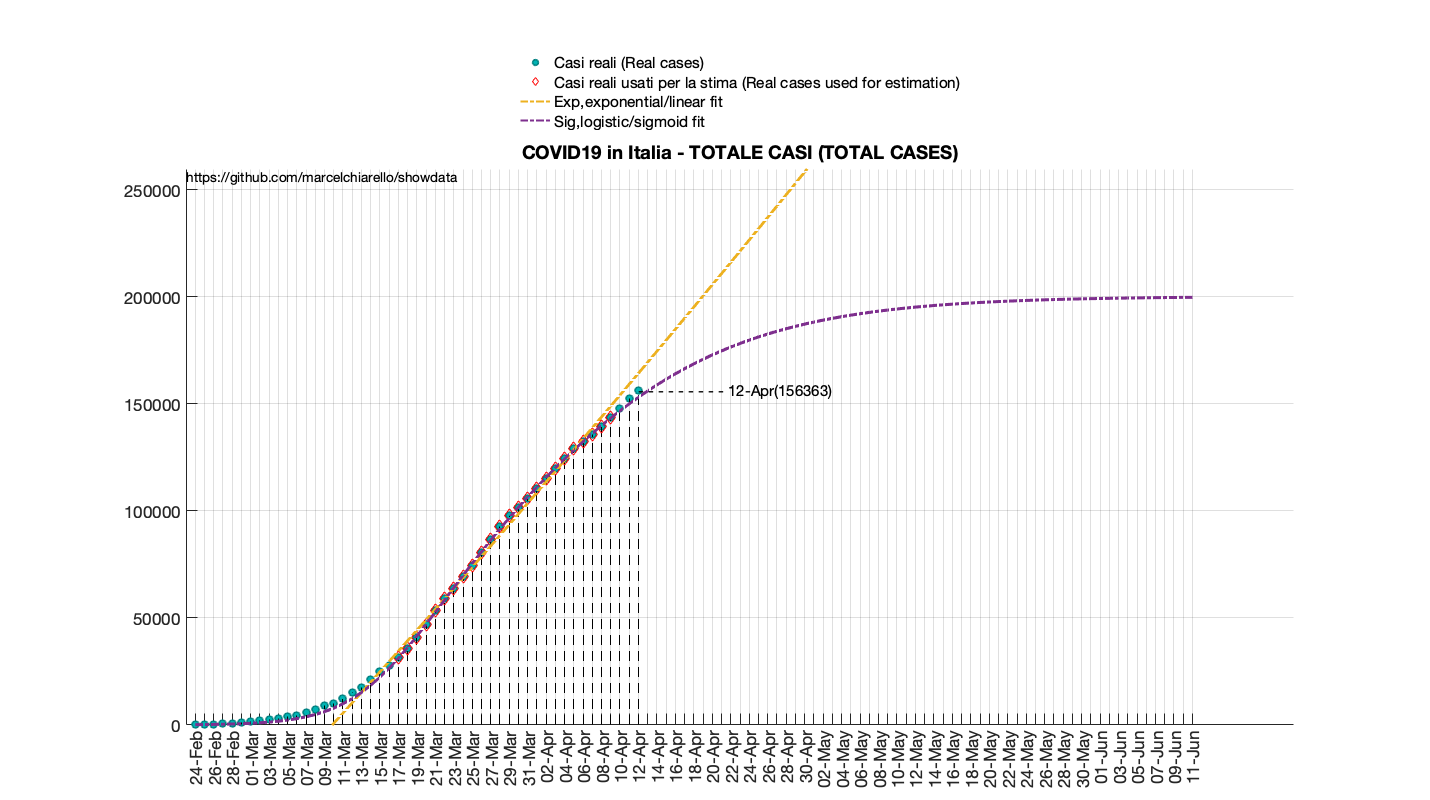 Casi reali (Real cases)
Casi reali usati per la stima (Real cases used for estimation)
Exp,exponential/linear fit
Sig,logistic/sigmoid fit
COVID19 in Italia - TOTALE CASI (TOTAL CASES)
https://github.com/marcelchiarello/showdata
250000
200000
150000
100000
50000
0
12-Apr(156363)
24-Feb
26-Feb
28-Feb
01-Mar
03-Mar
05-Mar
07-Mar
09-Mar
11-Mar
13-Mar
15-Mar
17-Mar
19-Mar
21-Mar
23-Mar
25-Mar
27-Mar
29-Mar
31-Mar
02-Apr
04-Apr
06-Apr
08-Apr
10-Apr
12-Apr
14-Apr
16-Apr
18-Apr
20-Apr
22-Apr
24-Apr
26-Apr
28-Apr
30-Apr
02-May
04-May
06-May
08-May
10-May
12-May
14-May
16-May
18-May
20-May
22-May
24-May
26-May
28-May
30-May
01-Jun
03-Jun
05-Jun
07-Jun
09-Jun
11-Jun